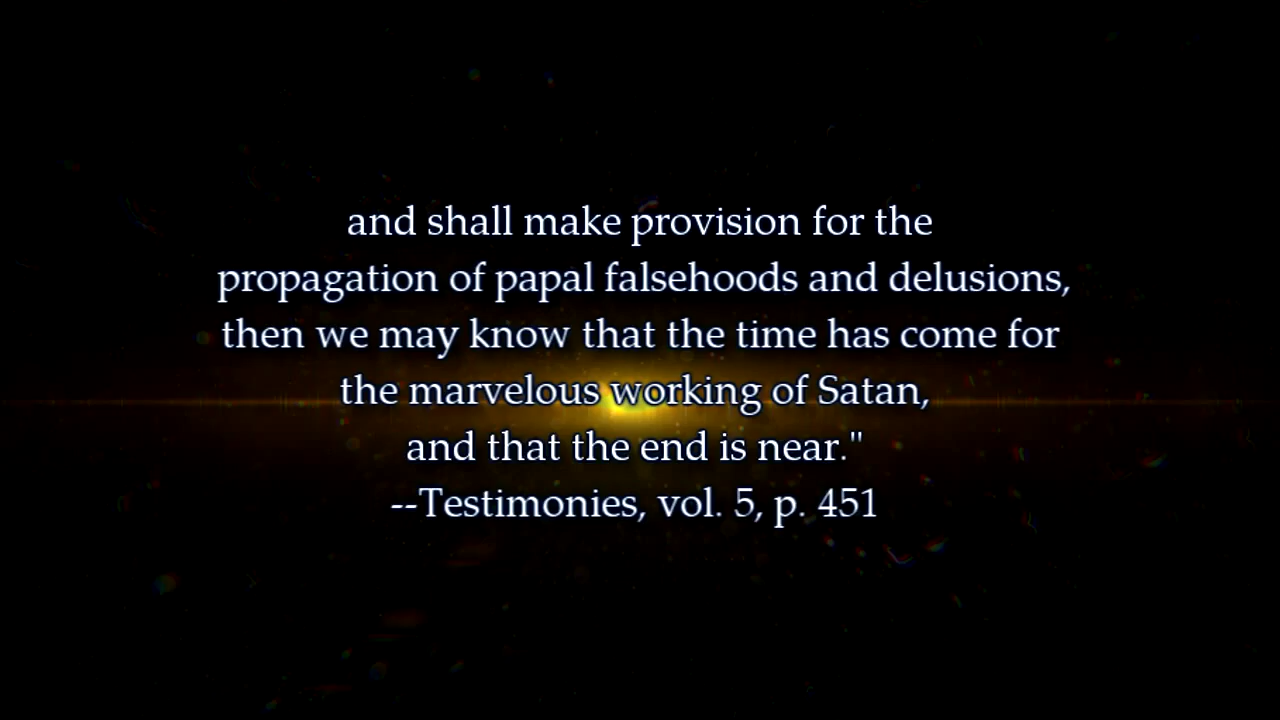 and shall make provision for the
propagation of papal falsehoods and delusions,
then we may know that the time has come for
the marvelous working of Satan,
and that the end is near."
--Testimonies, vol. 5, p. 451